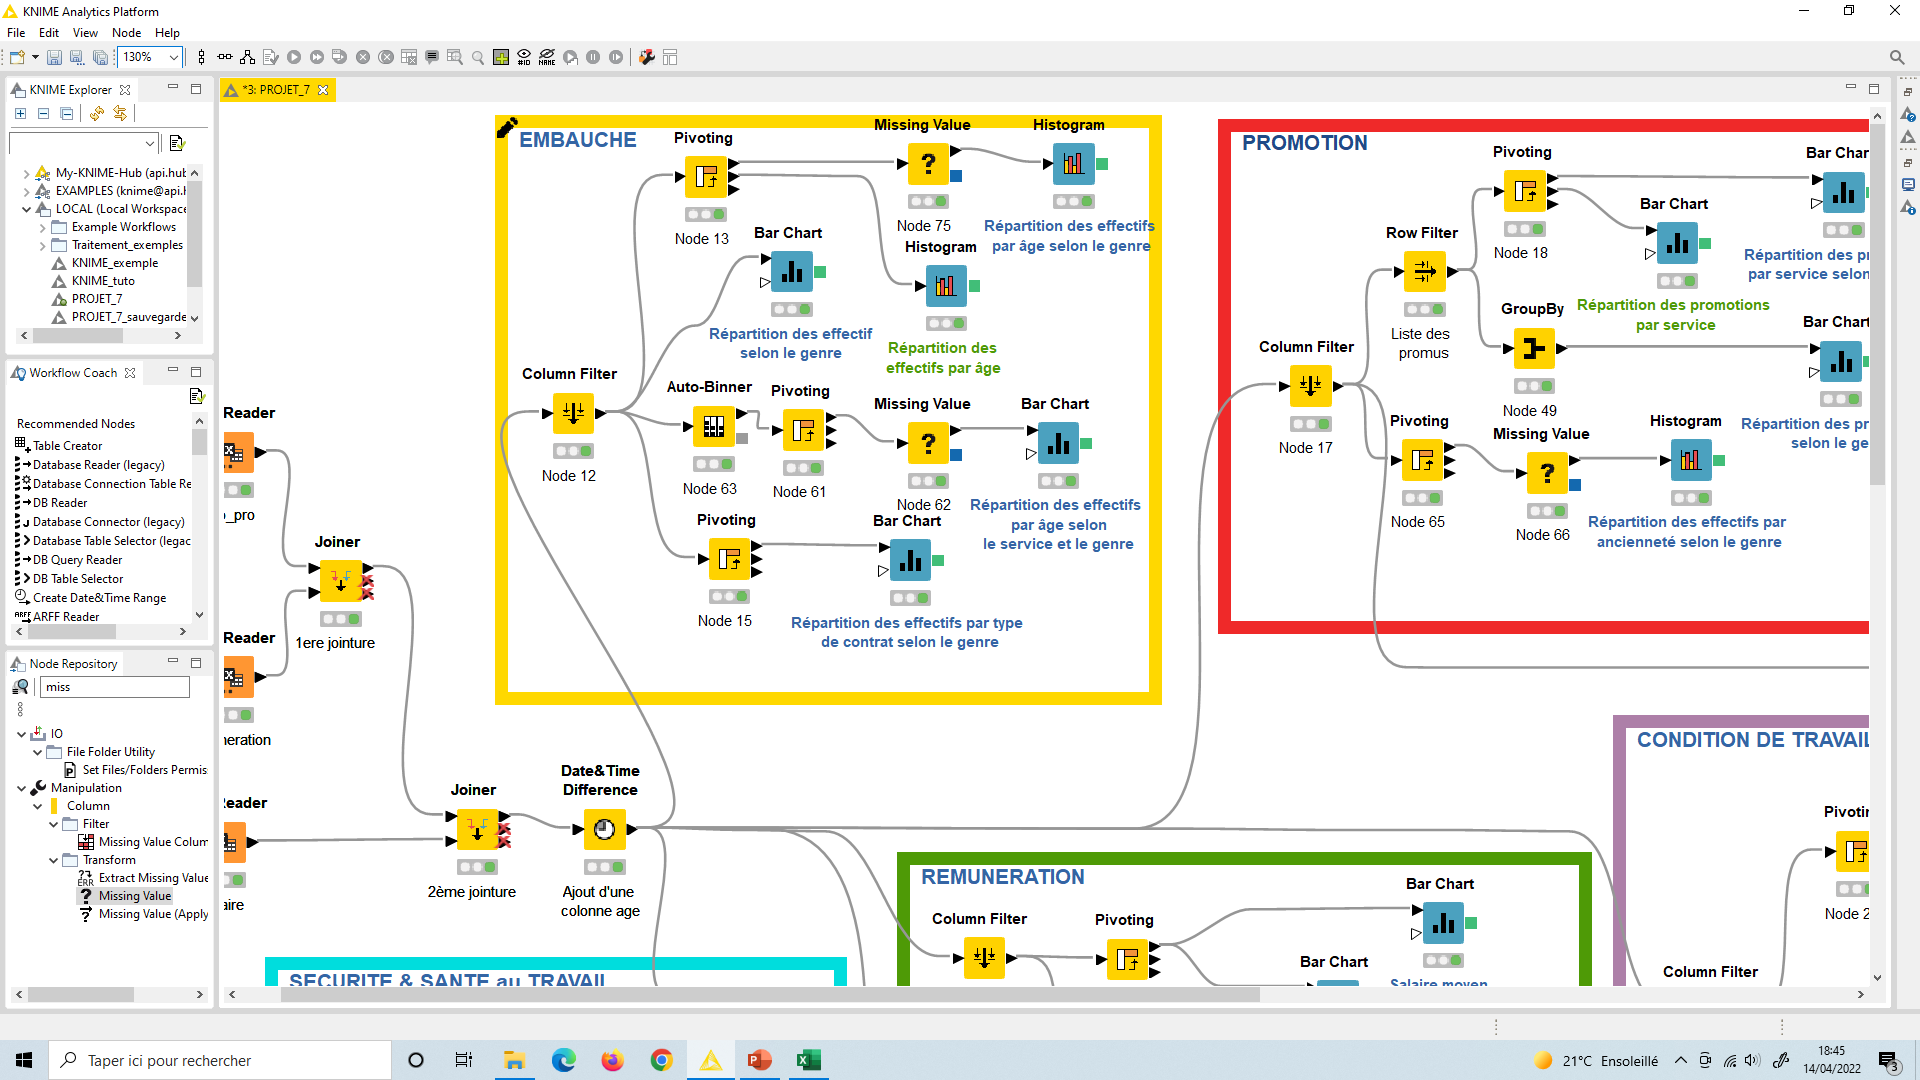 KNIME Analytics Platform
File Edit View Node Help
130%
#ID NAME
KNIME Explorer
*3: PROJET_7
My-KNIME-Hub (api.hub
EXAMPLES (knime@api.h
LOCAL (Local Workspace
Example Workflows
Traitement_exemples
KNIME_exemple
KNIME_tuto
PROJET_7
PROJET_7_sauvegarde
Workflow Coach
Recommended Nodes
Table Creator
Database Reader (legacy)
Database Connection Table Re
DB Reader
Database Connector (legacy)
Database Table Selector (legac
DB Query Reader
DB Table Selector
Create Date&Time Range
ARFF Reader
Node Repository
miss
IO
File Folder Utility
Set Files/Folders Permis
Manipulation
Column
Filter
Missing Value Colum
Transform
Extract Missing Value
Missing Value
Missing Value (Apply
Reader
_pro
Reader
neration
Reader
aire
Joiner
1ere jointure
Joiner
2ème jointure
Date&Time
Difference
Ajout d'une
colonne age
EMBAUCHE
Column Filter
Node 12
Pivoting
Node 13
Missing Value
Node 75
Histogram
Répartition des effectifs
par âge selon le genre
Bar Chart
Répartition des effectif
selon le genre
Histogram
Répartition des
effectifs par âge
Auto-Binner
Node 63
Pivoting
Node 61
Missing Value
Node 62
Bar Chart
Répartition des effectifs
par âge selon
le service et le genre
Pivoting
Node 15
Bar Chart
Répartition des effectifs par type
de contrat selon le genre
PROMOTION
Column Filter
Node 17
Row Filter
Liste des
promus
Pivoting
Node 18
Bar Chart
Répartition des promotions
par service
Bar Char
Répartition des p
par service selon
GroupBy
Node 49
Bar Chart
Répartition des pr
selon le ge
Pivoting
Node 65
Missing Value
Node 66
Histogram
Répartition des effectifs par
ancienneté selon le genre
CONDITION DE TRAVAIL
Pivotin
Node 2
Column Filter
REMUNERATION
Column Filter
Pivoting
Bar Chart
Bar Chart
Salaire moyen
SECURITE & SANTE au TRAVAIL
Taper ici pour rechercher
21°C Ensoleillé
18:45
14/04/2022
3